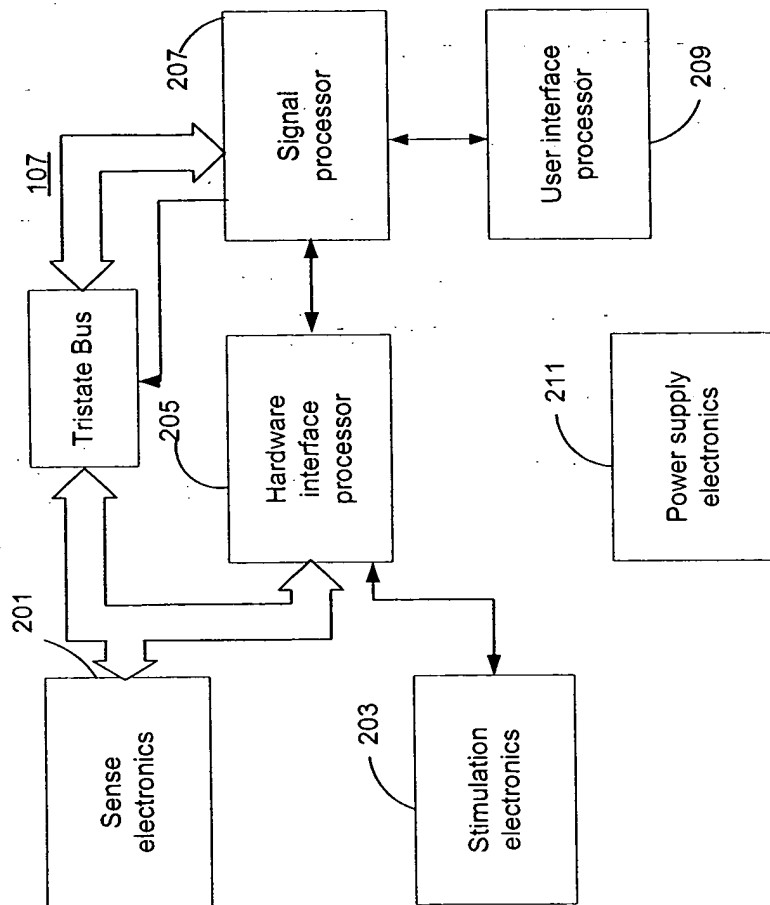 107
201
Sense
electronics
Tristate Bus
207
Signal
processor
205
Hardware
interface
processor
203
Stimulation
electronics
211
Power supply
electronics
User interface
processor
209